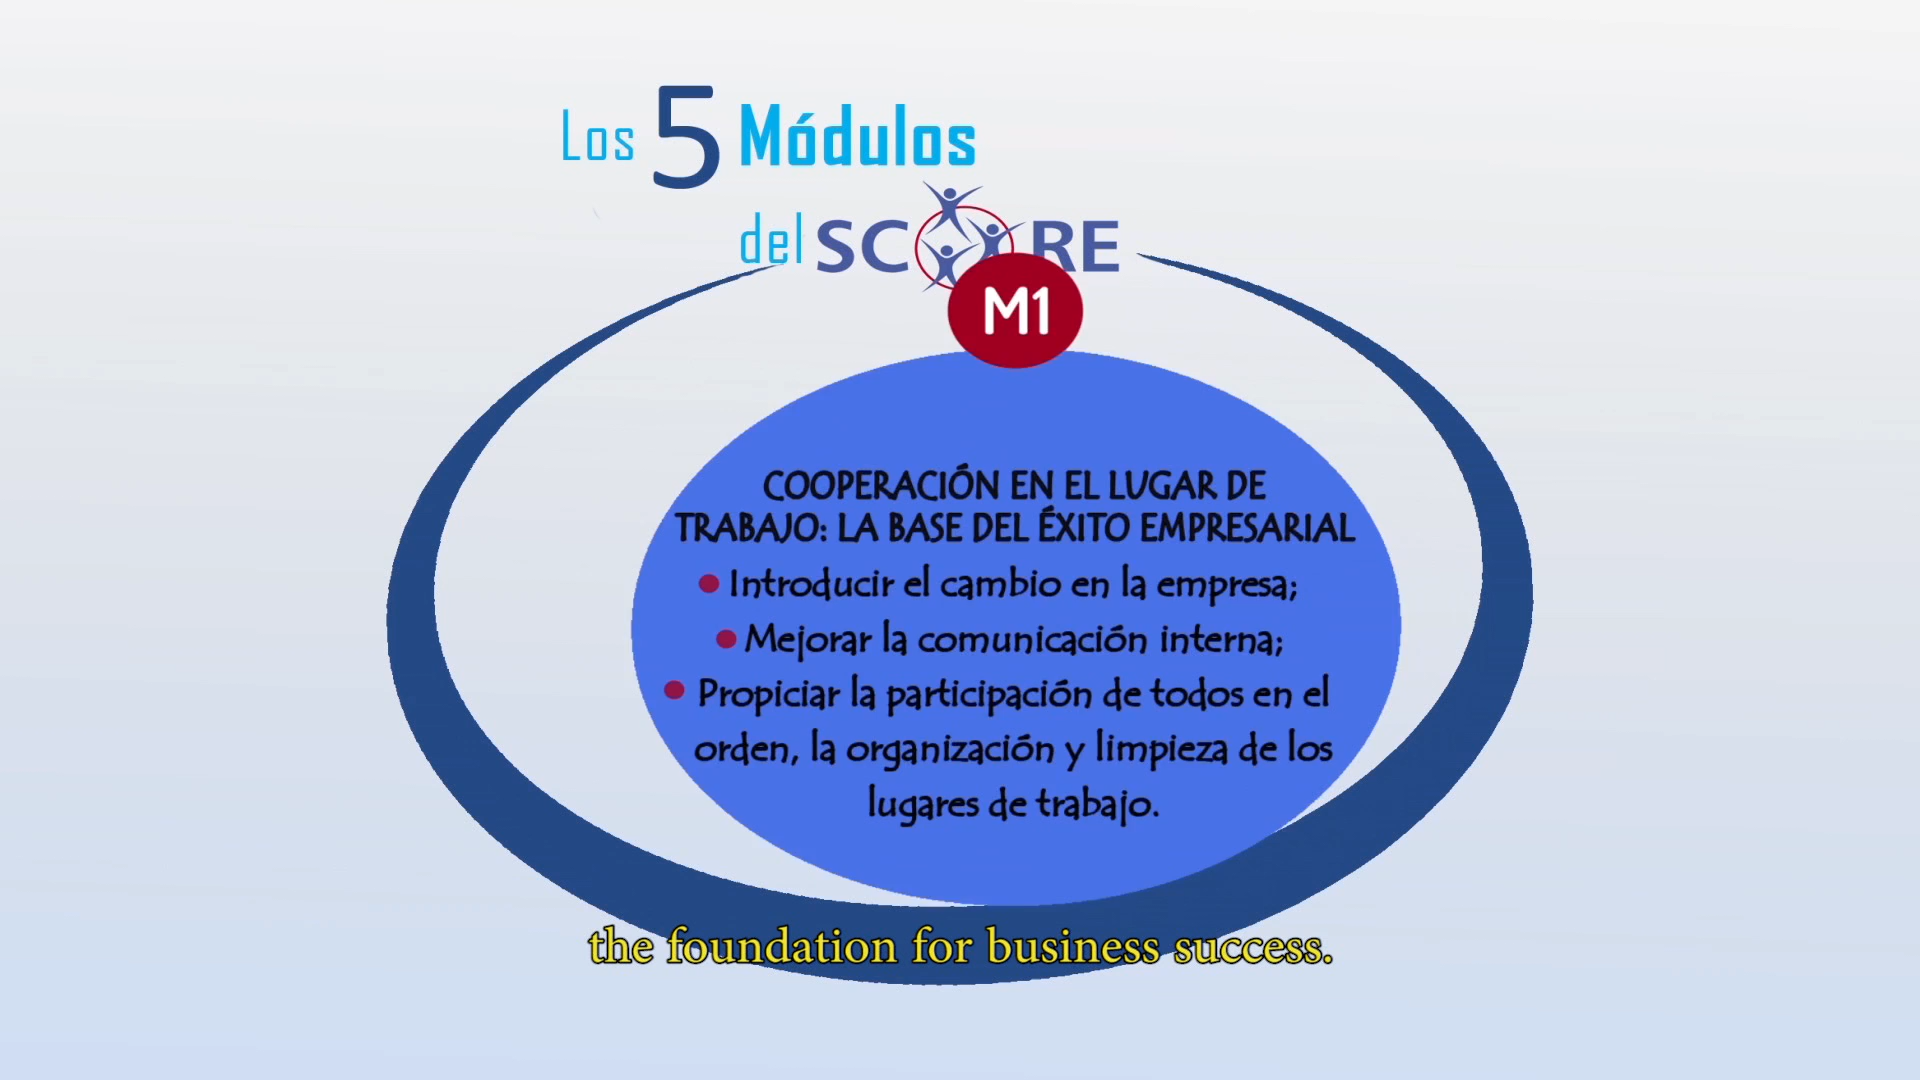 Los 5 Módulos
del SCORE
M1
COOPERACIÓN EN EL LUGAR DE
TRABAJO: LA BASE DEL ÉXITO EMPRESARIAL
• Introducir el cambio en la empresa;
• Mejorar la comunicación interna;
• Propiciar la participación de todos en el
orden, la organización y limpieza de los
lugares de trabajo.
the foundation for business success.